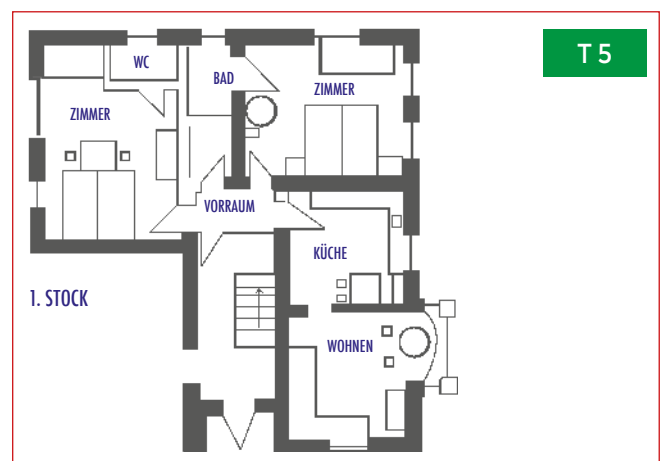 T 5
WC
BAD
ZIMMER
ZIMMER
VORRAUM
KÜCHE
1. STOCK
WOHNEN